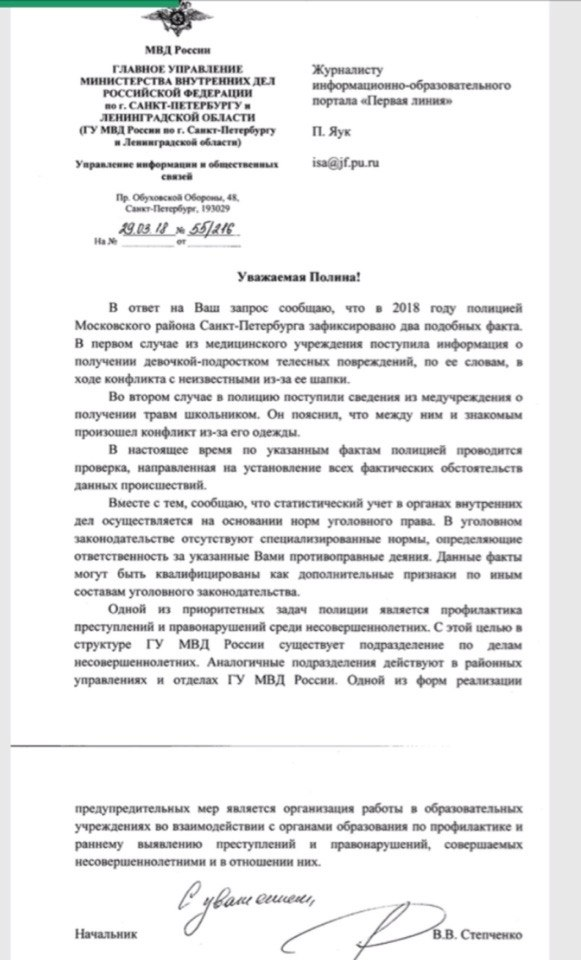 МВД России
ГЛАВНОЕ УПРАВЛЕНИЕ
МИНИСТЕРСТВА ВНУТРЕННИХ ДЕЛ
РОССИЙСКОЙ ФЕДЕРАЦИИ
по г. САНКТ-ПЕТЕРБУРГУ и
ЛЕНИНГРАДСКОЙ ОБЛАСТИ
(ГУ МВД России по г. Санкт-Петербургу
и Ленинградской области)
Управление информации и общественных
связей
Пр. Обуховской Обороны, 48,
Санкт-Петербург, 193029
29.03.18 № 55/216
На № от
Журналисту
информационно-образовательного
портала «Первая линия»
П. Яук
isa@jf.pu.ru
Уважаемая Полина!
В ответ на Ваш запрос сообщаю, что в 2018 году полицией
Московского района Санкт-Петербурга зафиксировано два подобных факта.
В первом случае из медицинского учреждения поступила информация о
получении девочкой-подростком телесных повреждений, по ее словам, в
ходе конфликта с неизвестными из-за ее шапки.
Во втором случае в полицию поступили сведения из медучреждения о
получении травм школьником. Он пояснил, что между ним и знакомым
произошел конфликт из-за его одежды.
В настоящее время по указанным фактам полицией проводится
проверка, направленная на установление всех фактических обстоятельств
данных происшествий.
Вместе с тем, сообщаю, что статистический учет в органах внутренних
дел осуществляется на основании норм уголовного права. В уголовном
законодательстве отсутствуют специализированные нормы, определяющие
ответственность за указанные Вами противоправные деяния. Данные факты
могут быть квалифицированы как дополнительные признаки по иным
составам уголовного законодательства.
Одной из приоритетных задач полиции является профилактика
преступлений и правонарушений среди несовершеннолетних. С этой целью в
структуре ГУ МВД России существует подразделение по делам
несовершеннолетних. Аналогичные подразделения действуют в районных
управлениях и отделах ГУ МВД России. Одной из форм реализации
предупредительных мер является организация работы в образовательных
учреждениях во взаимодействии с органами образования по профилактике и
раннему выявлению преступлений и правонарушений, совершаемых
несовершеннолетними и в отношении них.
С уважением,
Начальник В.В. Степченко